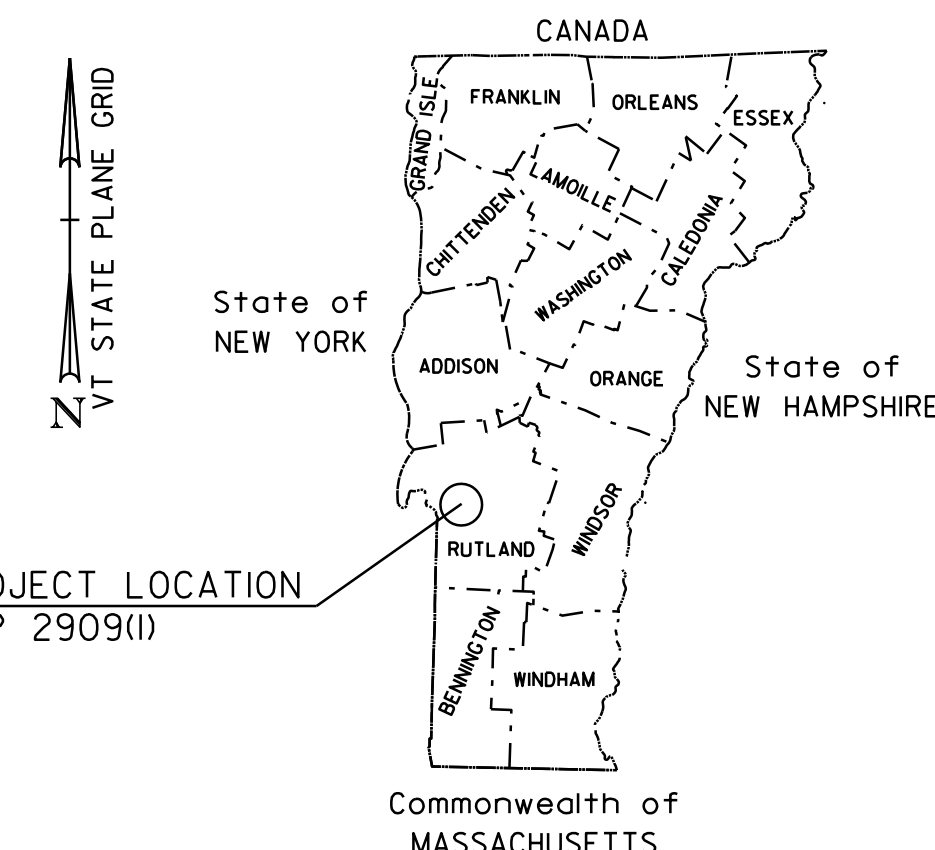 CANADA
VT STATE PLANE GRID
N
GRAND ISLE
FRANKLIN
ORLEANS
ESSEX
LAMOILLE
CHITTENDEN
CALEDONIA
WASHINGTON
State of
NEW YORK
ADDISON
ORANGE
State of
NEW HAMPSHIRE
WINDSOR
RUTLAND
OJECT LOCATION
2909(1)
BENNINGTON
WINDHAM
Commonwealth of
MASSACHUSETTS